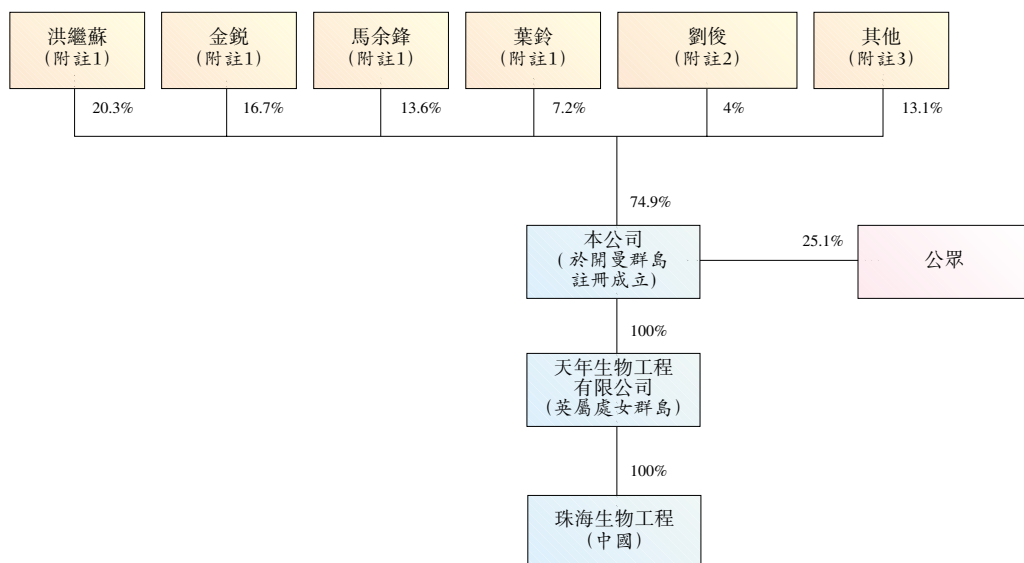 洪繼蘇
(附註1)
金銳
(附註1)
馬余鋒
(附註1)
葉鈴
(附註1)
劉俊
(附註2)
其他
(附註3)
20.3%
16.7%
13.6%
7.2%
4%
13.1%
74.9%
本公司
(於開曼群島
註冊成立)
25.1%
公眾
100%
天年生物工程
有限公司
(英屬處女群島)
100%
珠海生物工程
(中國)